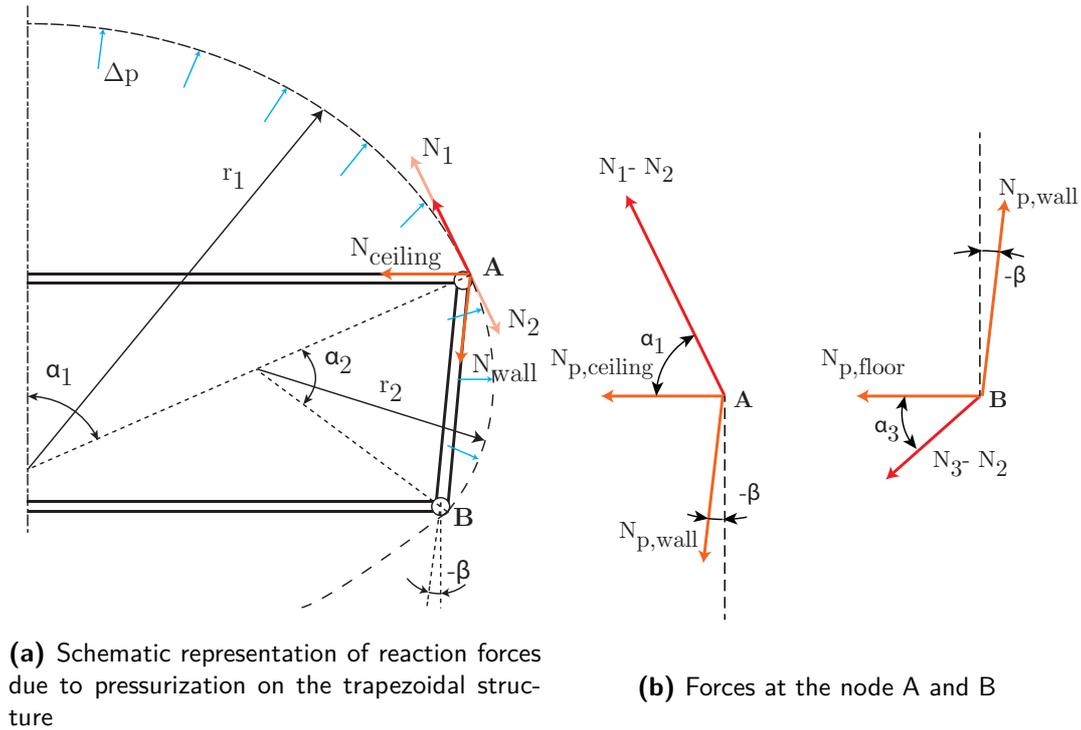 Δp
N1
r1
Nceiling
A
N2
α1
α2
Nwall
r2
B
-β
N1- N2
α1
Np,ceiling
A
-β
Np,wall
Np,wall
-β
Np,floor
B
α3
N3- N2
(a) Schematic representation of reaction forces
due to pressurization on the trapezoidal struc-
ture
(b) Forces at the node A and B